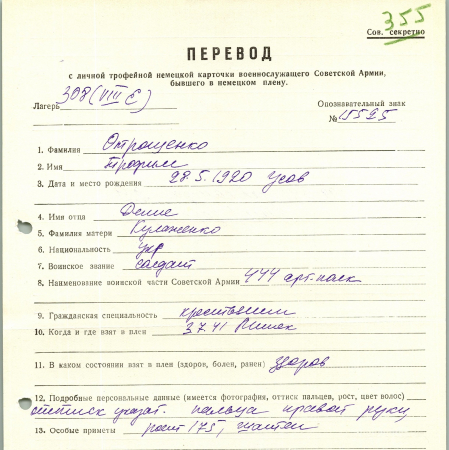 355
Сов. секретно
ПЕРЕВОД
с личной трофейной немецкой карточки военнослужащего Советской Армии,
бывшего в немецком плену.
Лагерь 308 (VIII E)
Опознавательный знак
№ 15525
1. Фамилия Отрощенко
2. Имя Трофим
3. Дата и место рождения 28.5.1920 Усов
4. Имя отца
5. Фамилия матери Кулаженко
6. Национальность укр
7. Воинское звание солдат
8. Наименование воинской части Советской Армии 444 арт. полк
9. Гражданская специальность крестьянин
10. Когда и где взят в плен 3.7.41 Минск
11. В каком состоянии взят в плен (здоров, болен, ранен) здоров
12. Подробные персональные данные (имеется фотография, оттиск пальцев, рост, цвет волос)
оттиск указат. пальца правой руки
13. Особые приметы рост 175,